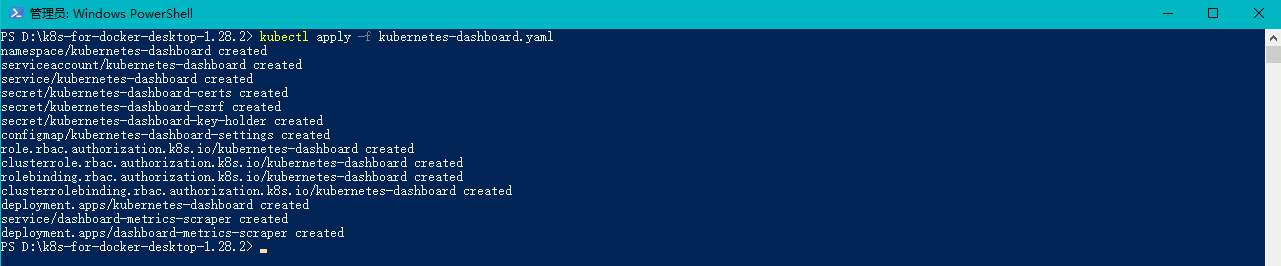 管理员: Windows PowerShell
PS D:\k8s-for-docker-desktop-1.28.2> kubectl apply -f kubernetes-dashboard.yaml
namespace/kubernetes-dashboard created
serviceaccount/kubernetes-dashboard created
service/kubernetes-dashboard created
secret/kubernetes-dashboard-certs created
secret/kubernetes-dashboard-csrf created
secret/kubernetes-dashboard-key-holder created
configmap/kubernetes-dashboard-settings created
role.rbac.authorization.k8s.io/kubernetes-dashboard created
clusterrole.rbac.authorization.k8s.io/kubernetes-dashboard created
rolebinding.rbac.authorization.k8s.io/kubernetes-dashboard created
clusterrolebinding.rbac.authorization.k8s.io/kubernetes-dashboard created
deployment.apps/kubernetes-dashboard created
service/dashboard-metrics-scraper created
deployment.apps/dashboard-metrics-scraper created
PS D:\k8s-for-docker-desktop-1.28.2>